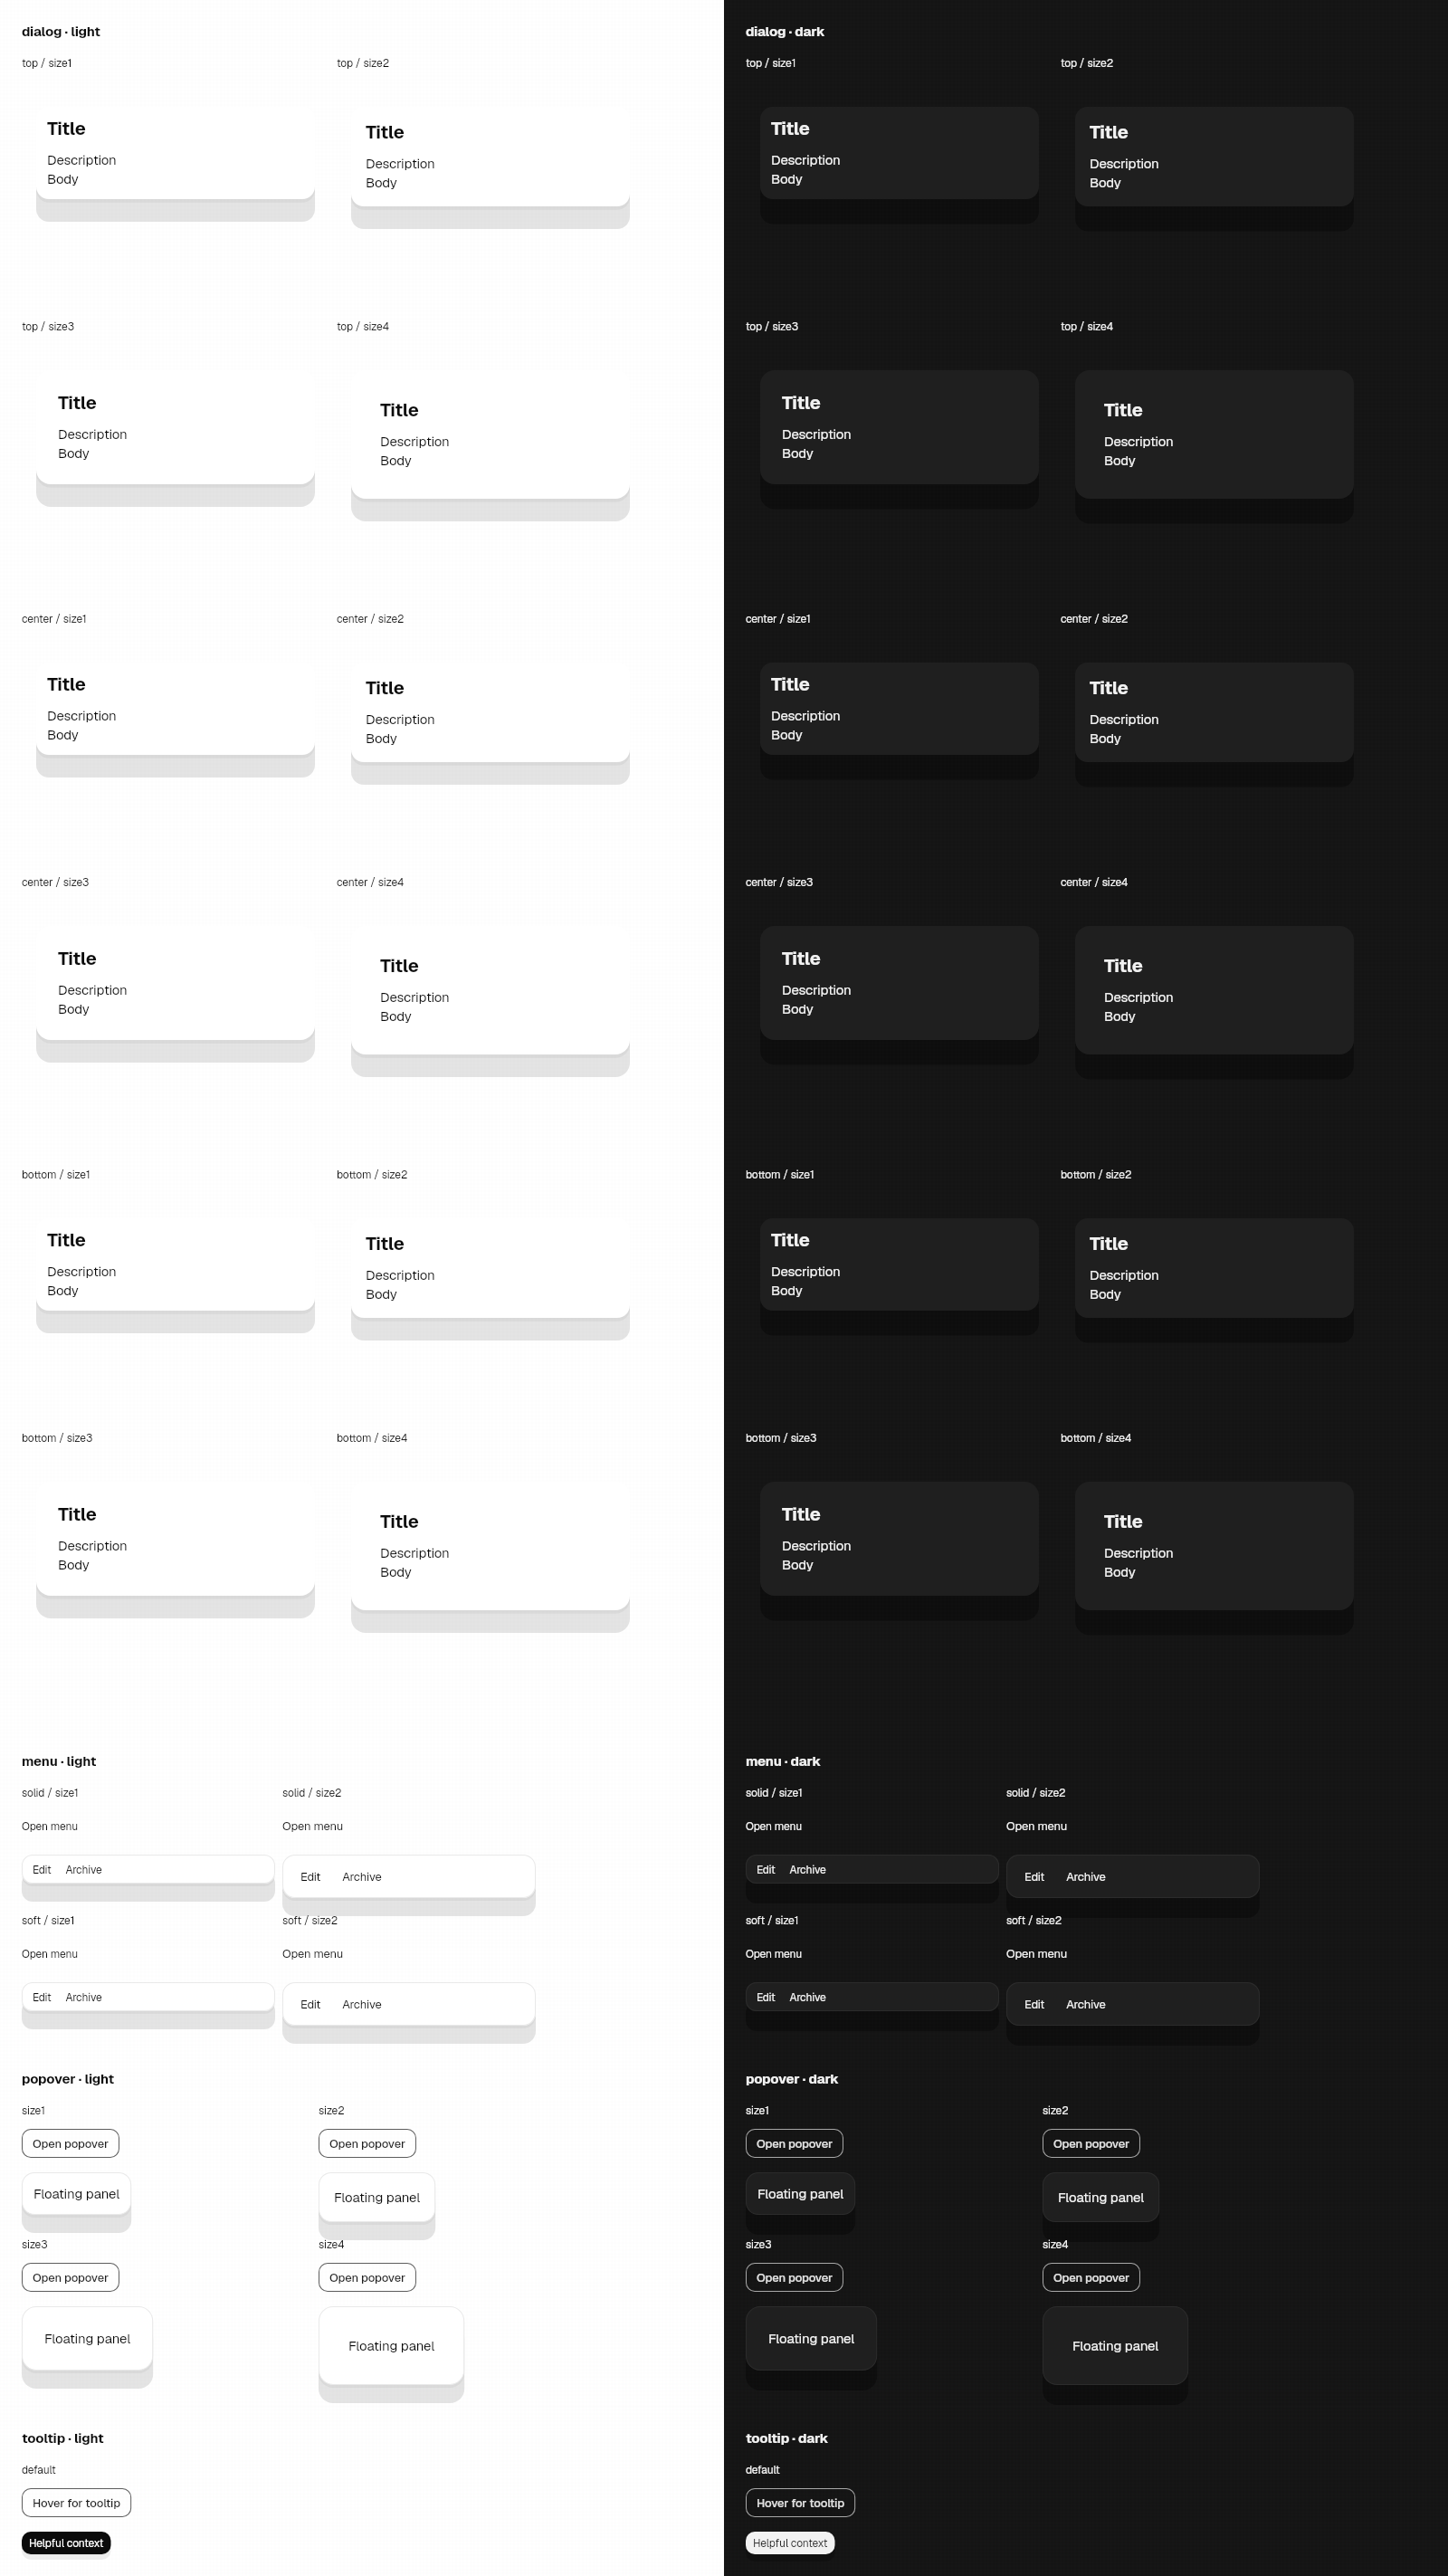 dialog · light
top / size1
top / size2
Title
Description
Body
Title
Description
Body
top / size3
top / size4
Title
Description
Body
Title
Description
Body
center / size1
center / size2
Title
Description
Body
Title
Description
Body
center / size3
center / size4
Title
Description
Body
Title
Description
Body
bottom / size1
bottom / size2
Title
Description
Body
Title
Description
Body
bottom / size3
bottom / size4
Title
Description
Body
Title
Description
Body
menu · light
solid / size1
solid / size2
Open menu
Open menu
Edit Archive
Edit Archive
soft / size1
soft / size2
Open menu
Open menu
Edit Archive
Edit Archive
popover · light
size1
size2
Open popover
Open popover
Floating panel
Floating panel
size3
size4
Open popover
Open popover
Floating panel
Floating panel
tooltip · light
default
Hover for tooltip
Helpful context
dialog · dark
top / size1
top / size2
Title
Description
Body
Title
Description
Body
top / size3
top / size4
Title
Description
Body
Title
Description
Body
center / size1
center / size2
Title
Description
Body
Title
Description
Body
center / size3
center / size4
Title
Description
Body
Title
Description
Body
bottom / size1
bottom / size2
Title
Description
Body
Title
Description
Body
bottom / size3
bottom / size4
Title
Description
Body
Title
Description
Body
menu · dark
solid / size1
solid / size2
Open menu
Open menu
Edit Archive
Edit Archive
soft / size1
soft / size2
Open menu
Open menu
Edit Archive
Edit Archive
popover · dark
size1
size2
Open popover
Open popover
Floating panel
Floating panel
size3
size4
Open popover
Open popover
Floating panel
Floating panel
tooltip · dark
default
Hover for tooltip
Helpful context